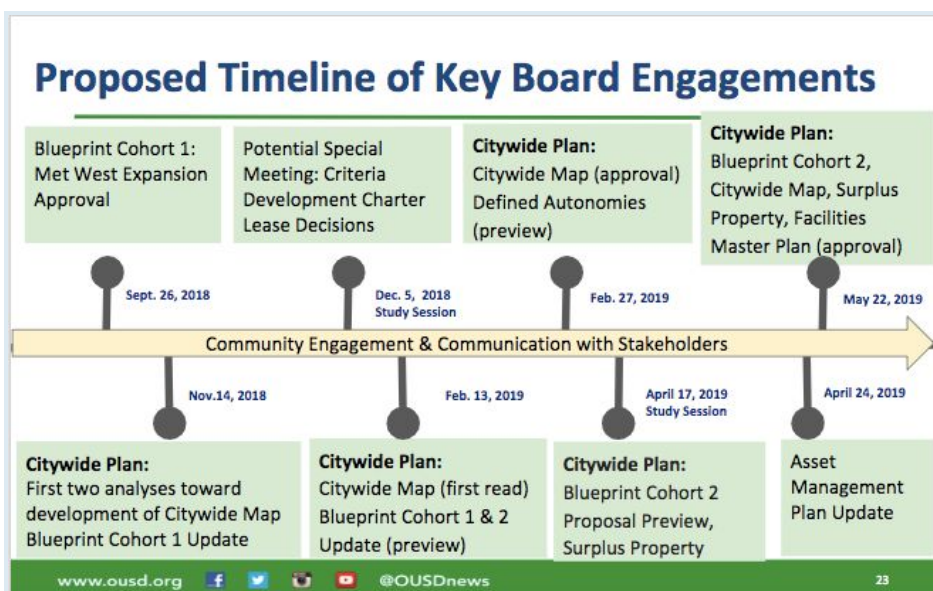 Proposed Timeline of Key Board Engagements
Blueprint Cohort 1:
Met West Expansion
Approval
Potential Special
Meeting: Criteria
Development Charter
Lease Decisions
Citywide Plan:
Citywide Map (approval)
Defined Autonomies
(preview)
Citywide Plan:
Blueprint Cohort 2,
Citywide Map, Surplus
Property, Facilities
Master Plan (approval)
Sept. 26, 2018
Dec. 5, 2018
Study Session
Feb. 27, 2019
May 22, 2019
Community Engagement & Communication with Stakeholders
Nov.14, 2018
Feb. 13, 2019
April 17, 2019
Study Session
April 24, 2019
Citywide Plan:
First two analyses toward
development of Citywide Map
Blueprint Cohort 1 Update
Citywide Plan:
Citywide Map (first read)
Blueprint Cohort 1 & 2
Update (preview)
Citywide Plan:
Blueprint Cohort 2
Proposal Preview,
Surplus Property
Asset
Management
Plan Update
www.ousd.org @OUSDnews 23